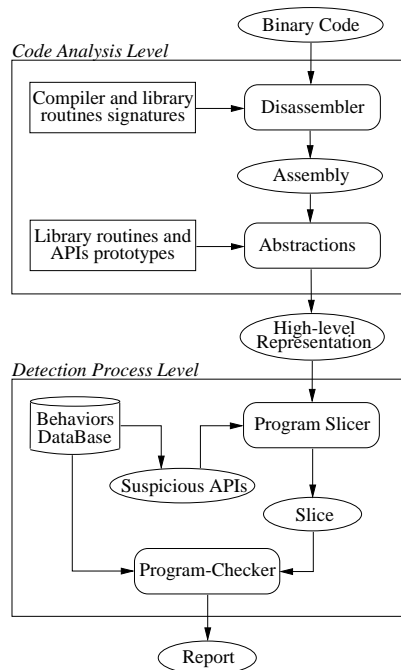 Binary Code
Code Analysis Level
Compiler and library
routines signatures
Disassembler
Assembly
Library routines and
APIs prototypes
Abstractions
High-level
Representation
Detection Process Level
Behaviors
DataBase
Program Slicer
Suspicious APIs
Slice
Program-Checker
Report